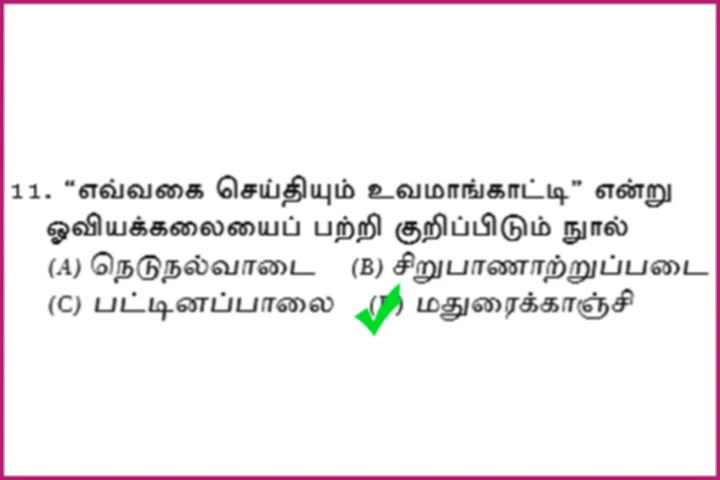 11. “எவ்வகை செய்தியும் உவமாங்காட்டி” என்று
ஓவியக்கலையைப் பற்றி குறிப்பிடும் நூல்
(A) நெடுநல்வாடை (B) சிறுபாணாற்றுப்படை
(C) பட்டினப்பாலை (D) மதுரைக்காஞ்சி